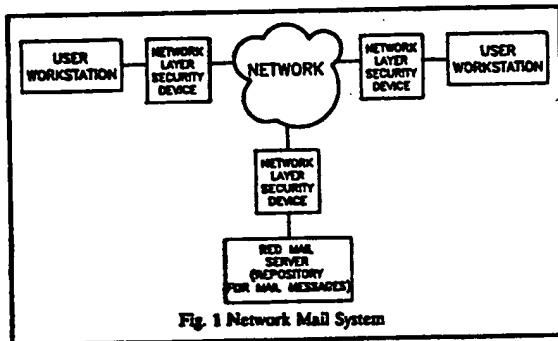 USER
WORKSTATION
NETWORK
LAYER
SECURITY
DEVICE
NETWORK
NETWORK
LAYER
SECURITY
DEVICE
USER
WORKSTATION
NETWORK
LAYER
SECURITY
DEVICE
RED MAIL
SERVER
(REPOSITORY
FOR MAIL MESSAGES)
Fig. 1 Network Mail System